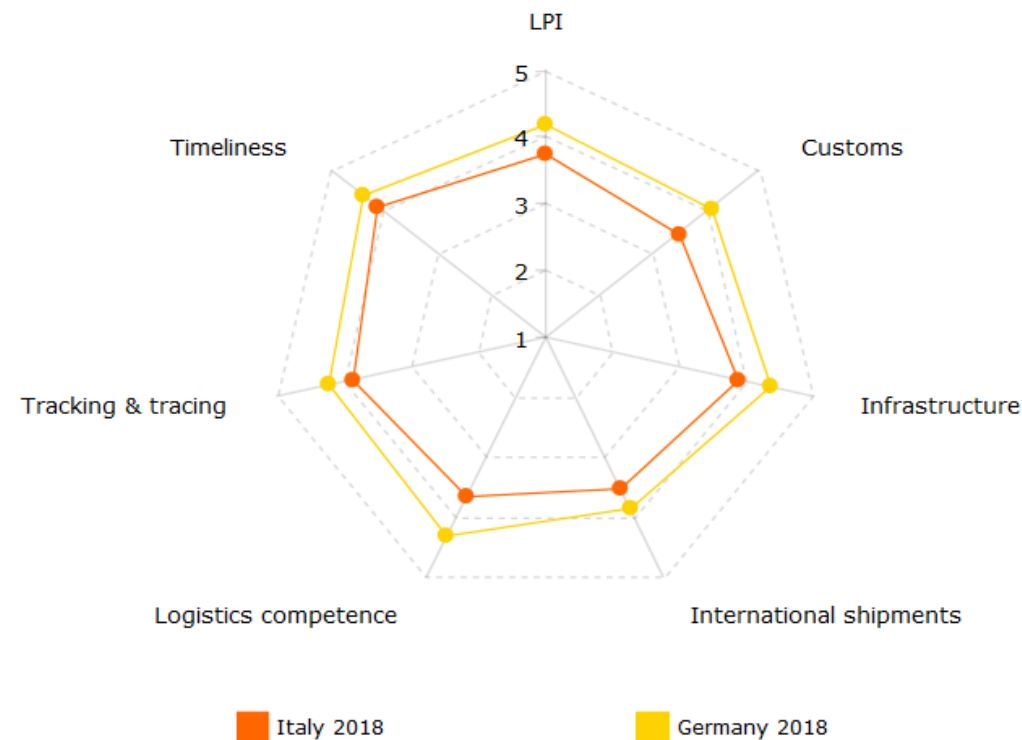 LPI
5
Timeliness
Customs
4
3
2
1
Tracking & tracing
Infrastructure
Logistics competence
International shipments
Italy 2018
Germany 2018